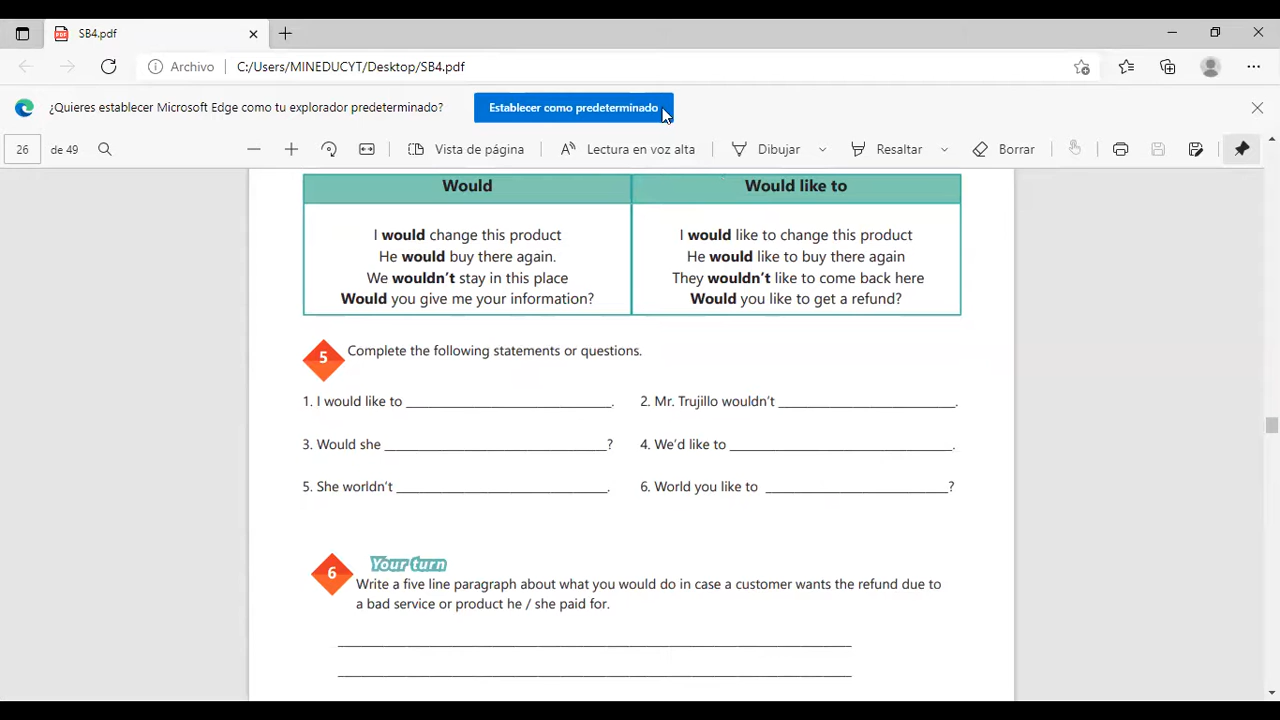 SB4.pdf
Archivo
C:/Users/MINEDUCYT/Desktop/SB4.pdf
¿Quieres establecer Microsoft Edge como tu explorador predeterminado?
Establecer como predeterminado
26 de 49
Vista de página
Lectura en voz alta
Dibujar
Resaltar
Borrar
Would
Would like to
I would change this product
He would buy there again.
We wouldn't stay in this place
Would you give me your information?
I would like to change this product
He would like to buy there again
They wouldn't like to come back here
Would you like to get a refund?
5 Complete the following statements or questions.
1. I would like to ____________________________.
2. Mr. Trujillo wouldn't ________________________.
3. Would she ______________________________?
4. We'd like to ______________________________.
5. She worldn't ____________________________.
6. World you like to _________________________?
6 Your turn
Write a five line paragraph about what you would do in case a customer wants the refund due to
a bad service or product he / she paid for.